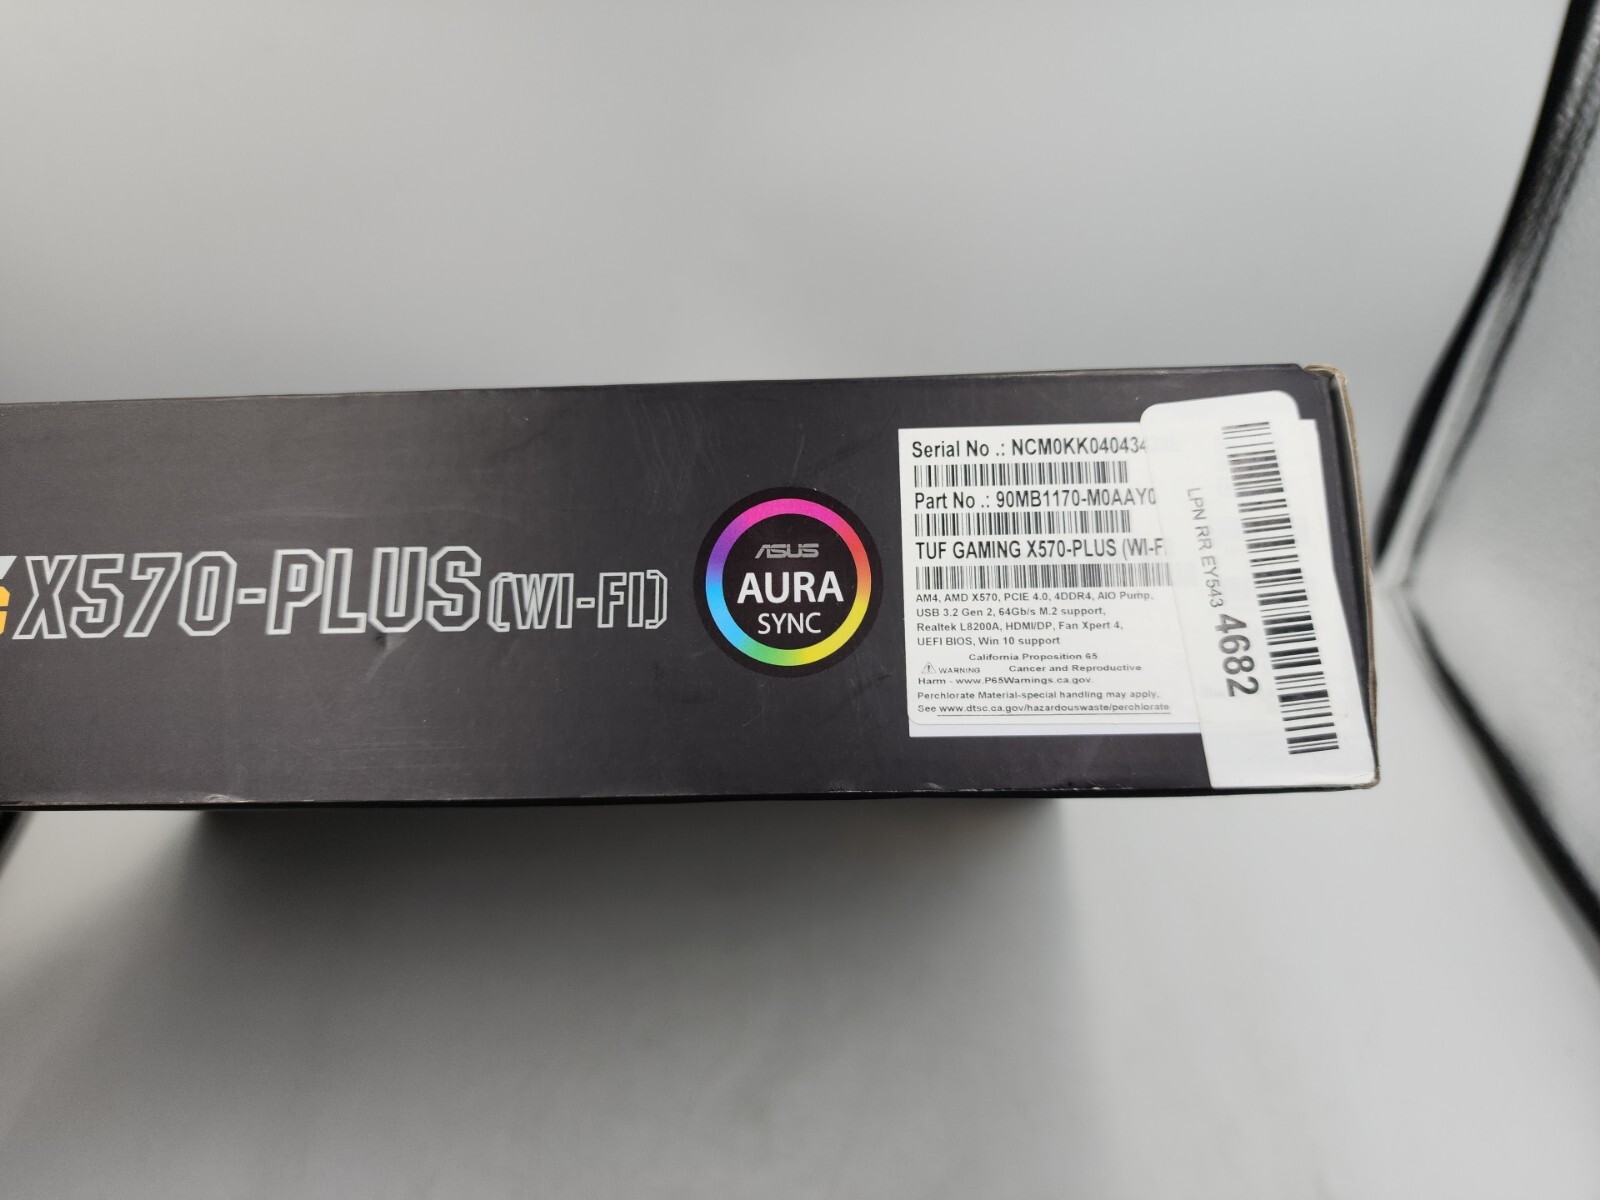 X570-PLUS (WI-FI)
ASUS
AURA
SYNC
Serial No .: NCM0KK040434
Part No .: 90MB1170-M0AAY0
TUF GAMING X570-PLUS (WI-F
AM4, AMD X570, PCIE 4.0, 4DDR4, AIO Pump,
USB 3.2 Gen 2, 64Gb/s M.2 support,
Realtek L8200A, HDMI/DP, Fan Xpert 4,
UEFI BIOS, Win 10 support
California Proposition 65
WARNING Cancer and Reproductive
Harm - www.P65Warnings.ca.gov.
Perchlorate Material-special handling may apply,
See www.dtsc.ca.gov/hazardouswaste/perchlorate
LPN RR EY543 4682